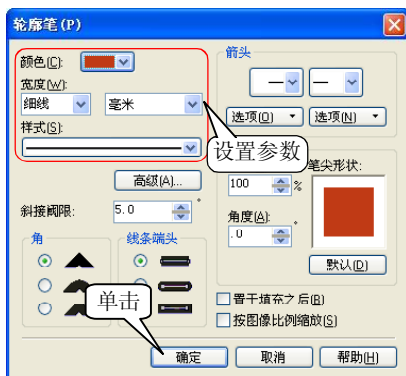 轮廓笔(P)
颜色(C):
宽度(W):
细线
毫米
样式(S):
高级(A)...
斜接阈限:
5.0
°
角
线条端头
箭头
选项(O)
选项(N)
设置参数
笔尖形状:
100
%
角度(A):
.0
°
默认(D)
置于填充之后(B)
按图像比例缩放(S)
单击
确定
取消
帮助(H)